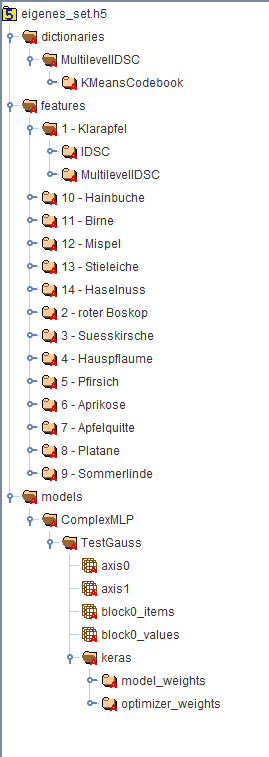 eigenes_set.h5
dictionaries
MultilevelIDSC
KMeansCodebook
features
1 - Klarapfel
IDSC
MultilevelIDSC
10 - Hainbuche
11 - Birne
12 - Mispel
13 - Stieleiche
14 - Haselnuss
2 - roter Boskop
3 - Suesskirsche
4 - Hauspflaume
5 - Pfirsich
6 - Aprikose
7 - Apfelquitte
8 - Platane
9 - Sommerlinde
models
ComplexMLP
TestGauss
axis0
axis1
block0_items
block0_values
keras
model_weights
optimizer_weights